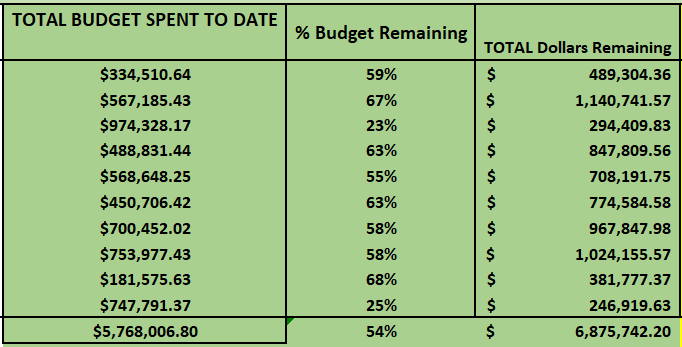 TOTAL BUDGET SPENT TO DATE % Budget Remaining TOTAL Dollars Remaining
$334,510.64 59% $ 489,304.36
$567,185.43 67% $ 1,140,741.57
$974,328.17 23% $ 294,409.83
$488,831.44 63% $ 847,809.56
$568,648.25 55% $ 708,191.75
$450,706.42 63% $ 774,584.58
$700,452.02 58% $ 967,847.98
$753,977.43 58% $ 1,024,155.57
$181,575.63 68% $ 381,777.37
$747,791.37 25% $ 246,919.63
$5,768,006.80 54% $ 6,875,742.20